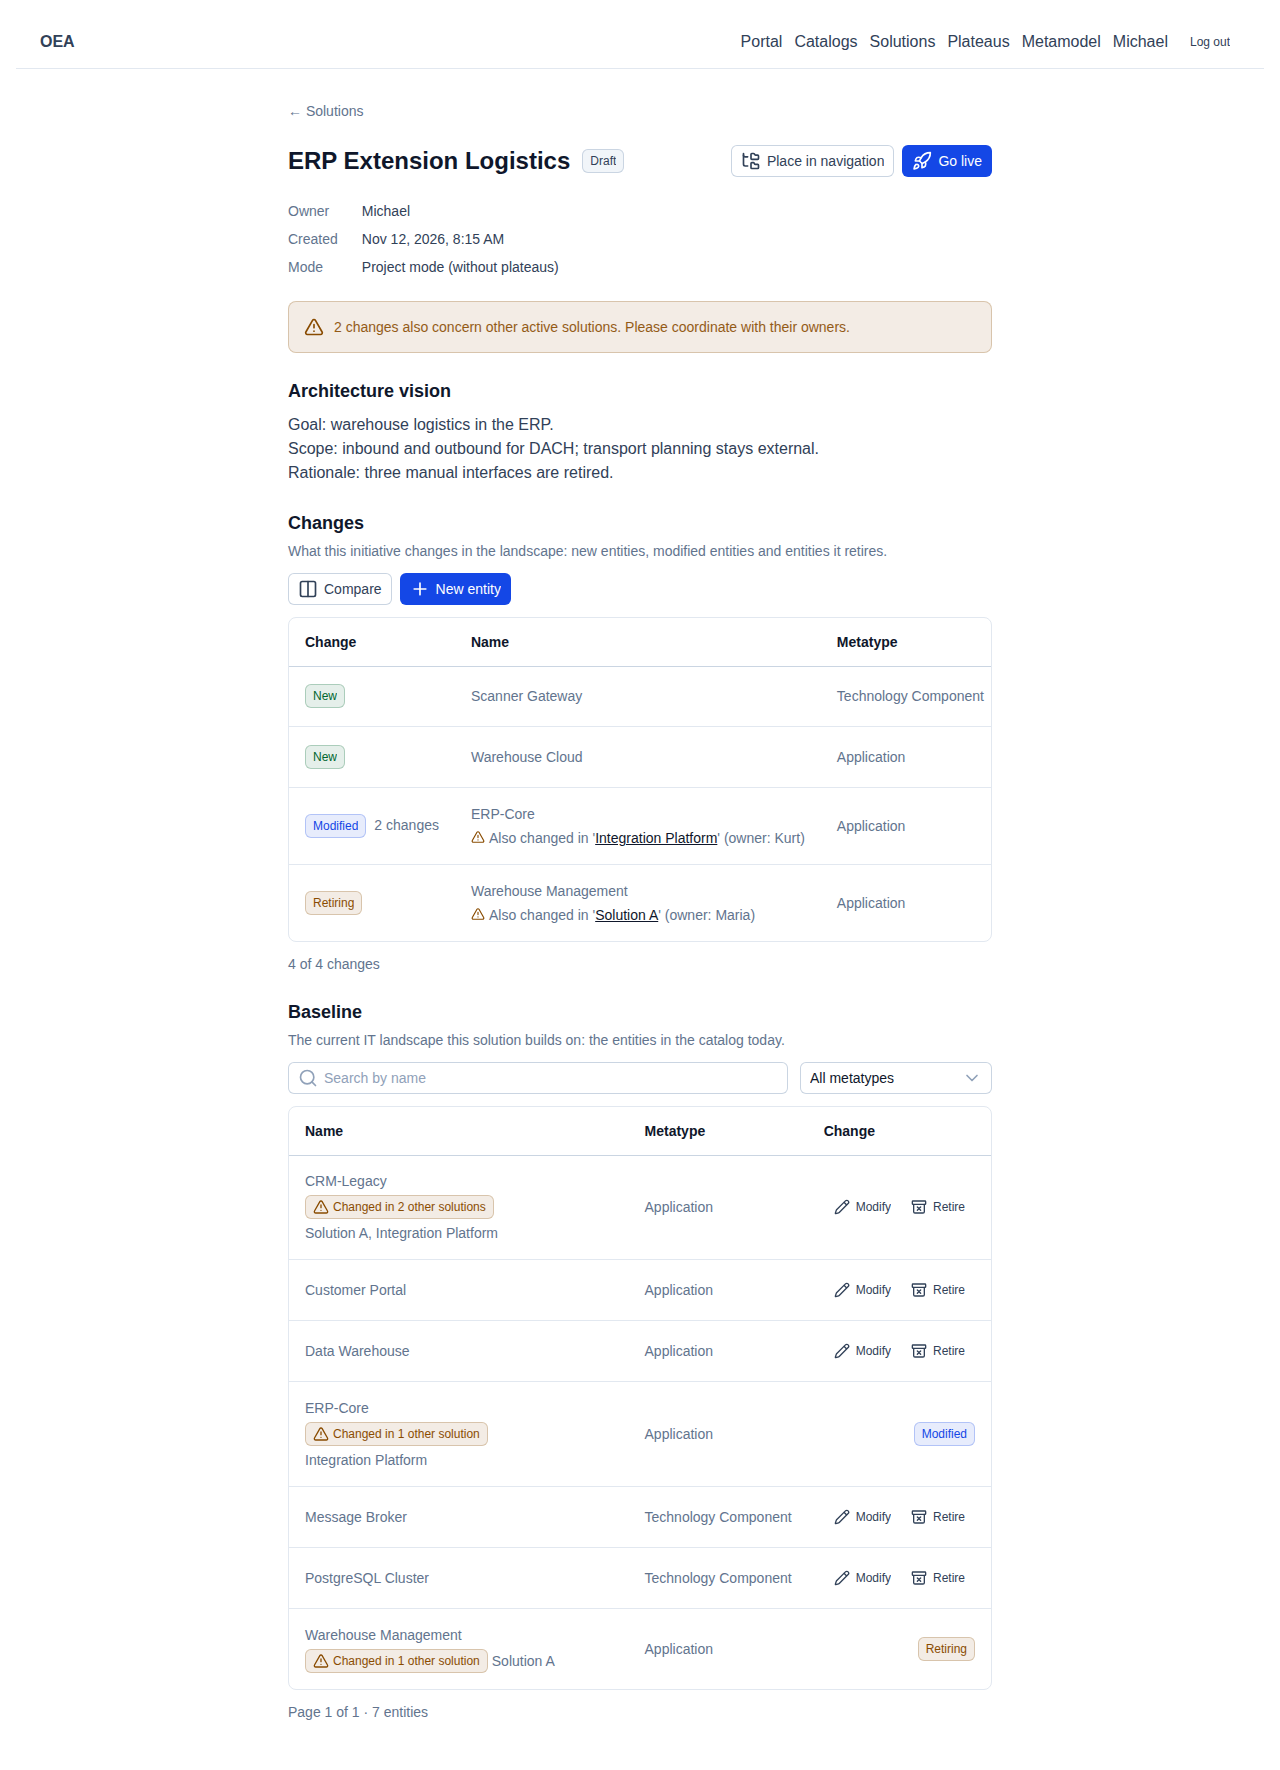 OEA
Portal Catalogs Solutions Plateaus Metamodel Michael Log out
← Solutions
ERP Extension Logistics Draft Place in navigation Go live
Owner Michael
Created Nov 12, 2026, 8:15 AM
Mode Project mode (without plateaus)
2 changes also concern other active solutions. Please coordinate with their owners.
Architecture vision
Goal: warehouse logistics in the ERP.
Scope: inbound and outbound for DACH; transport planning stays external.
Rationale: three manual interfaces are retired.
Changes
What this initiative changes in the landscape: new entities, modified entities and entities it retires.
Compare New entity
Change Name Metatype
New Scanner Gateway Technology Component
New Warehouse Cloud Application
Modified 2 changes ERP-Core Application
Also changed in 'Integration Platform' (owner: Kurt)
Retiring Warehouse Management Application
Also changed in 'Solution A' (owner: Maria)
4 of 4 changes
Baseline
The current IT landscape this solution builds on: the entities in the catalog today.
Search by name All metatypes
Name Metatype Change
CRM-Legacy
Changed in 2 other solutions Application Modify Retire
Solution A, Integration Platform
Customer Portal Application Modify Retire
Data Warehouse Application Modify Retire
ERP-Core
Changed in 1 other solution Application Modified
Integration Platform
Message Broker Technology Component Modify Retire
PostgreSQL Cluster Technology Component Modify Retire
Warehouse Management Application Retiring
Changed in 1 other solution Solution A
Page 1 of 1 · 7 entities